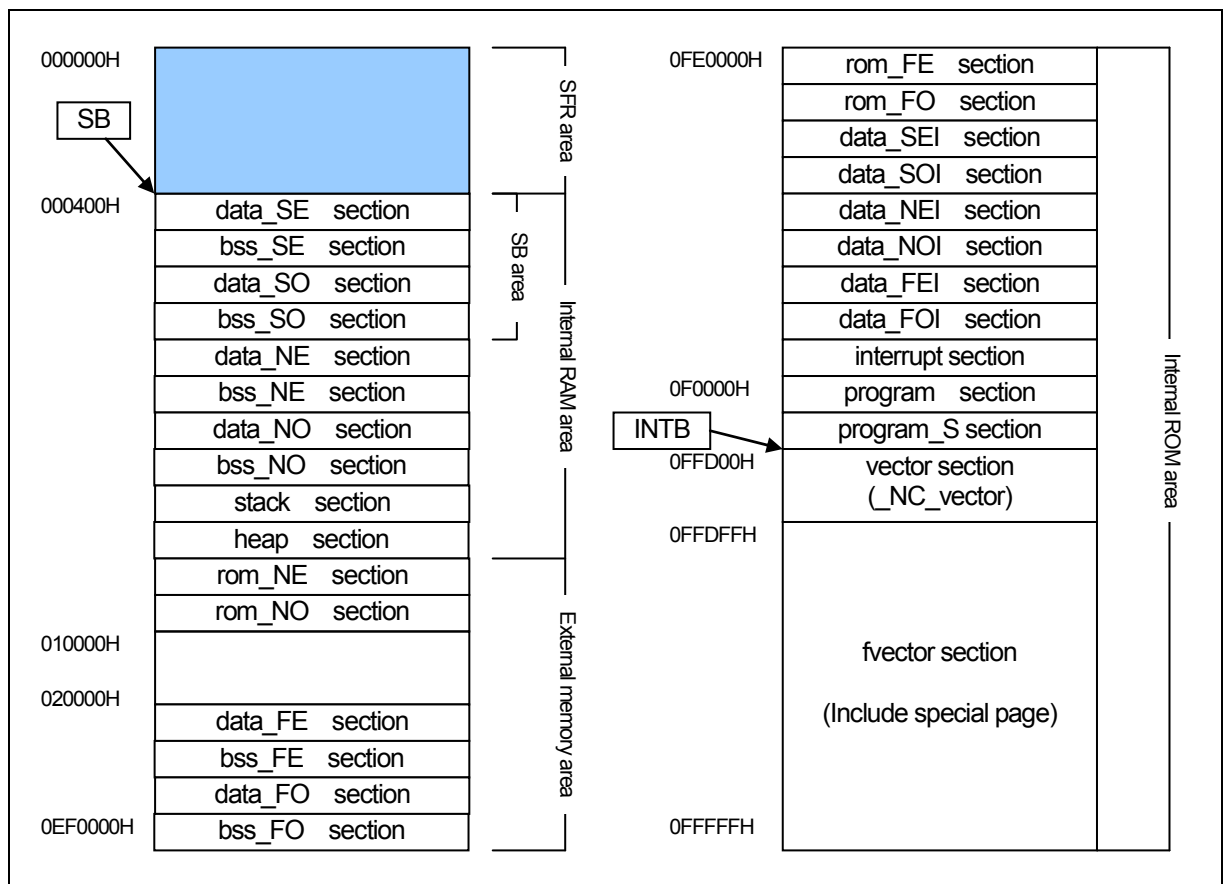 000000H
SB
SFR area
000400H
data_SE section
bss_SE section
data_SO section
bss_SO section
SB area
data_NE section
bss_NE section
data_NO section
bss_NO section
stack section
heap section
Internal RAM area
rom_NE section
rom_NO section
010000H
020000H
data_FE section
bss_FE section
data_FO section
0EF0000H
bss_FO section
External memory area
0FE0000H
rom_FE section
rom_FO section
data_SEI section
data_SOI section
data_NEI section
data_NOI section
data_FEI section
data_FOI section
interrupt section
0F0000H
program section
INTB
program_S section
0FFD00H
vector section
(_NC_vector)
0FFDFFH
fvector section
(Include special page)
0FFFFFH
Internal ROM area